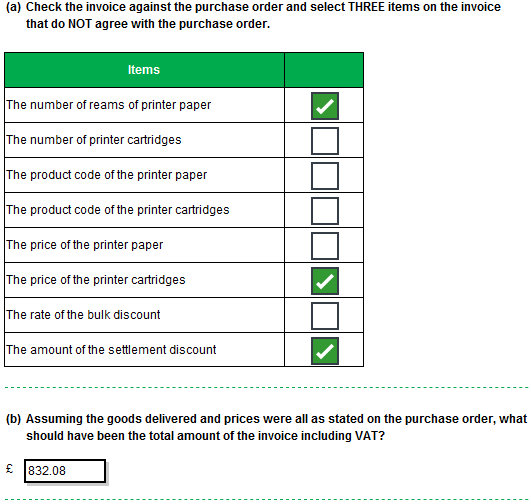 (a) Check the invoice against the purchase order and select THREE items on the invoice
that do NOT agree with the purchase order.
Items
The number of reams of printer paper
The number of printer cartridges
The product code of the printer paper
The product code of the printer cartridges
The price of the printer paper
The price of the printer cartridges
The rate of the bulk discount
The amount of the settlement discount
(b) Assuming the goods delivered and prices were all as stated on the purchase order, what
should have been the total amount of the invoice including VAT?
£ 832.08